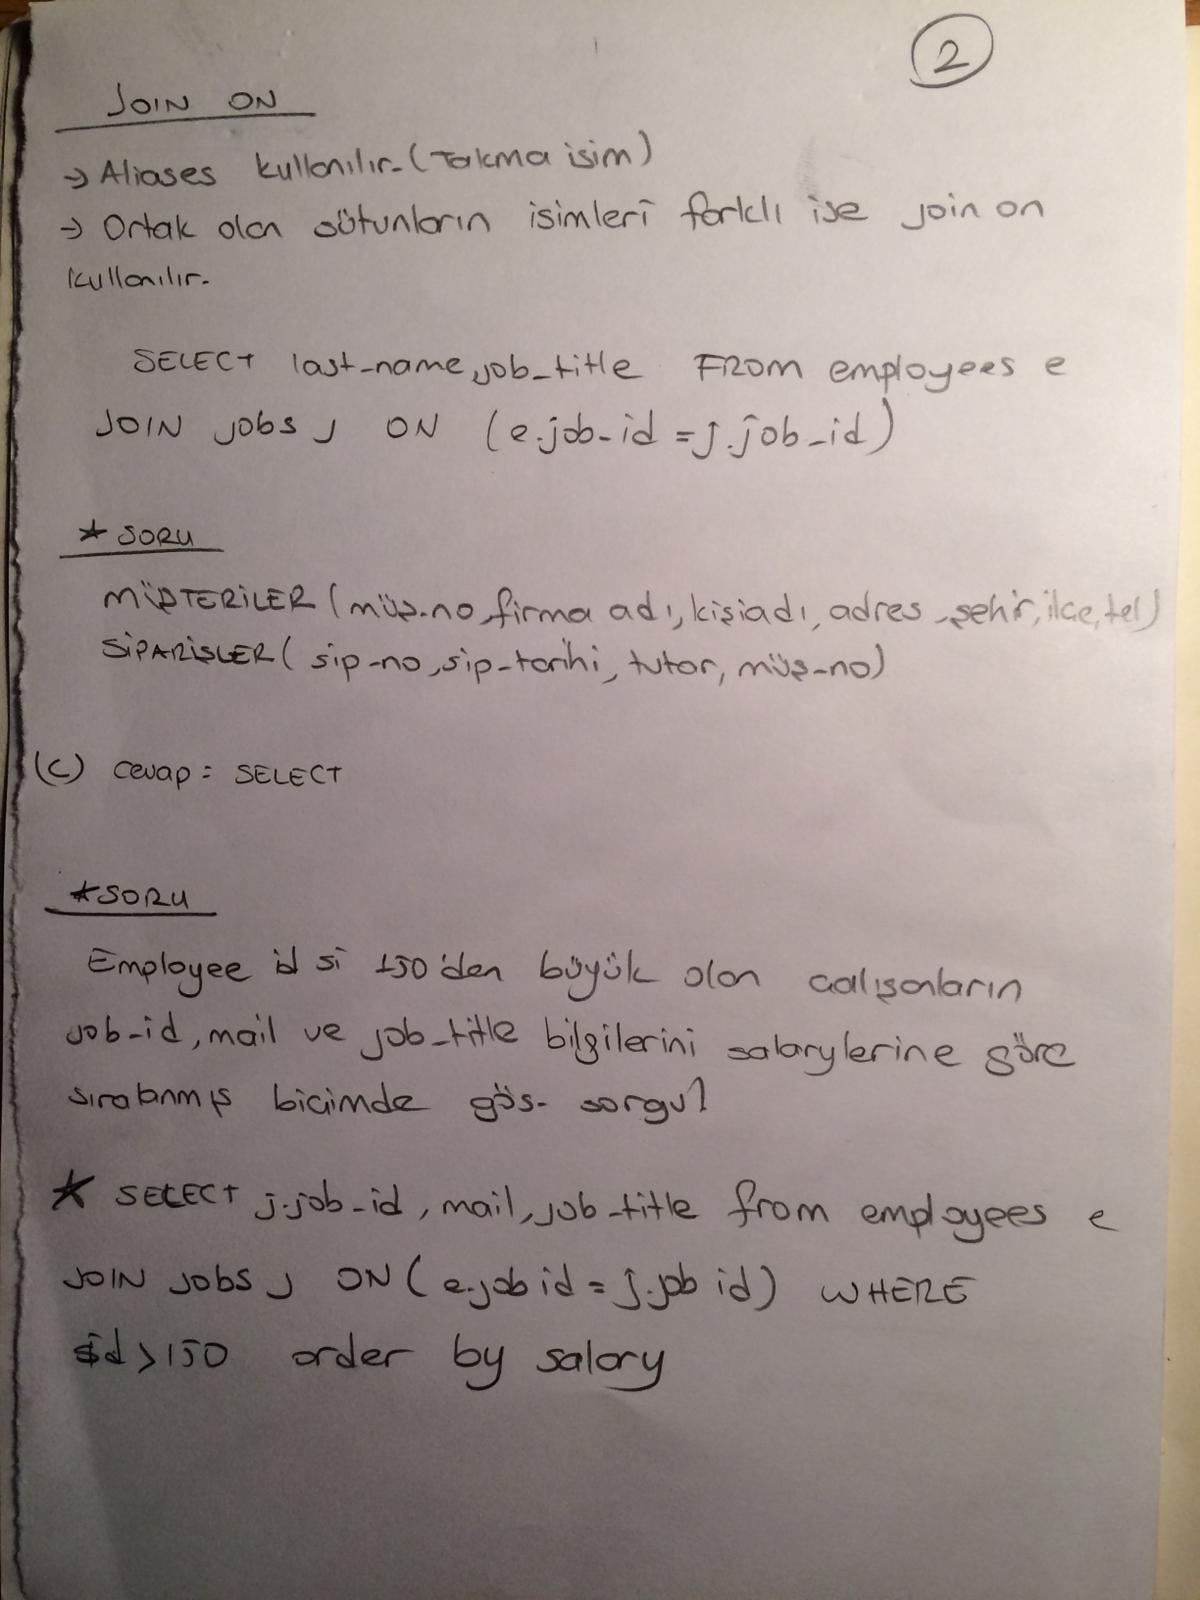 2
JOIN ON
→ Aliases kullanılır. (Takma isim)
→ Ortak olan sütunların isimleri farklı ise join on
kullanılır.
SELECT last_name, job_title FROM employees e
JOIN jobs j ON (e.job_id = j.job_id)
* SORU
MÜŞTERİLER (müş.no, firma adı, kişiadı, adres, şehir, ilçe, tel)
SİPARİŞLER ( sip-no, sip-tarihi, tutar, müş-no)
(C) cevap = SELECT
* SORU
Employee id si 150'den büyük olan çalışanların
job-id, mail ve job_title bilgilerini salarylerine göre
sıralanmış biçimde gös. sorgu?
* SELECT j.job_id, mail, job_title from employees e
JOIN jobs j ON ( e.job id = j.job id) WHERE
id > 150 order by salary